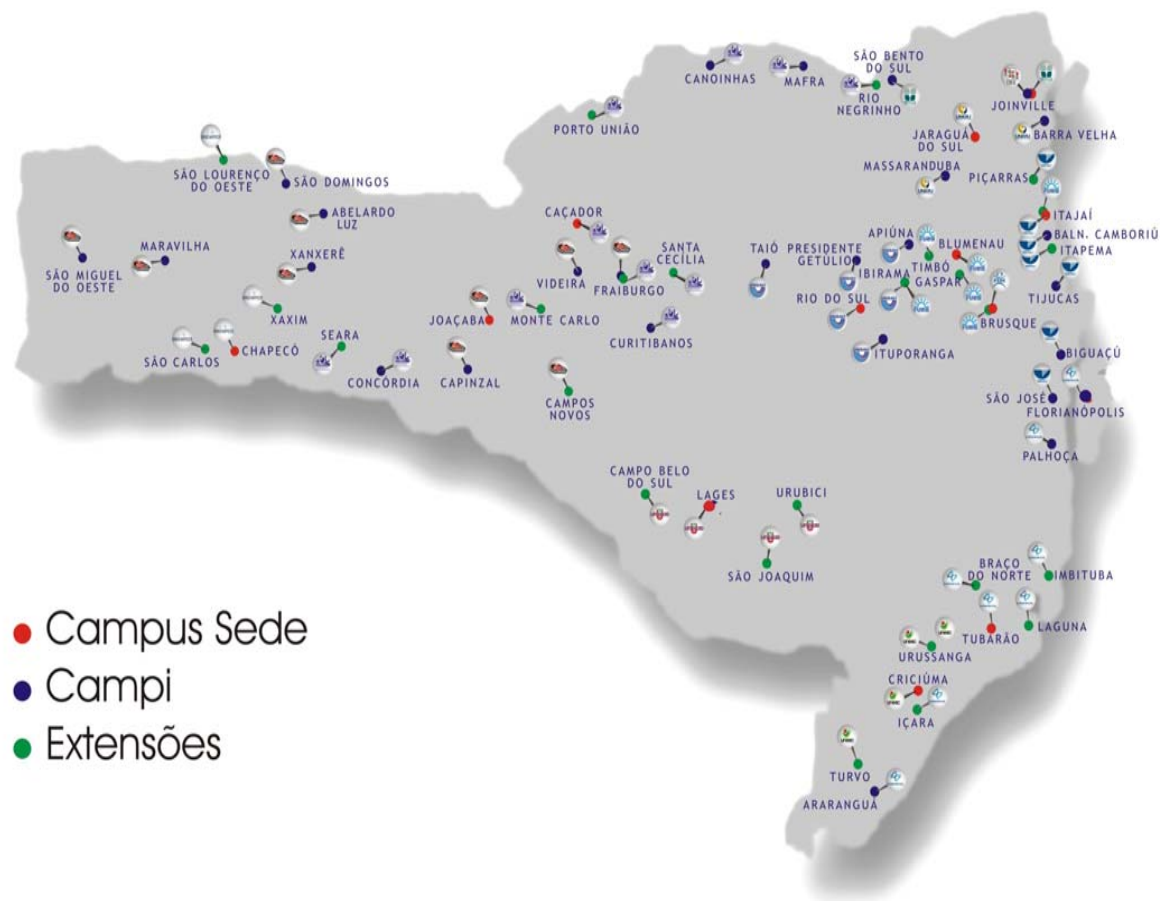 CANOINHAS
MAFRA
SÃO BENTO
DO SUL
RIO
NEGRINHO
JOINVILLE
PORTO UNIÃO
JARAGUÁ
DO SUL
BARRA VELHA
MASSARANDUBA
PIÇARRAS
SÃO LOURENÇO
DO OESTE
SÃO DOMINGOS
ABELARDO
LUZ
CAÇADOR
ITAJAÍ
APIÚNA
BALN. CAMBORIÚ
MARAVILHA
XANXERÊ
SANTA
CECÍLIA
TAIÓ
PRESIDENTE
GETÚLIO
BLUMENAU
ITAPEMA
SÃO MIGUEL
DO OESTE
VIDEIRA
FRAIBURGO
IBIRAMA
TIMBÓ
GASPAR
TIJUCAS
XAXIM
JOAÇABA
MONTE CARLO
RIO DO SUL
BRUSQUE
SEARA
CURITIBANOS
SÃO CARLOS
CHAPECÓ
ITUPORANGA
BIGUAÇÚ
CONCÓRDIA
CAPINZAL
CAMPOS
NOVOS
SÃO JOSÉ
FLORIANÓPOLIS
PALHOÇA
CAMPO BELO
DO SUL
LAGES
URUBICI
SÃO JOAQUIM
BRAÇO
DO NORTE
IMBITUBA
Campus Sede
TUBARÃO
LAGUNA
URUSSANGA
Campi
CRICIÚMA
IÇARA
Extensões
TURVO
ARARANGUÁ